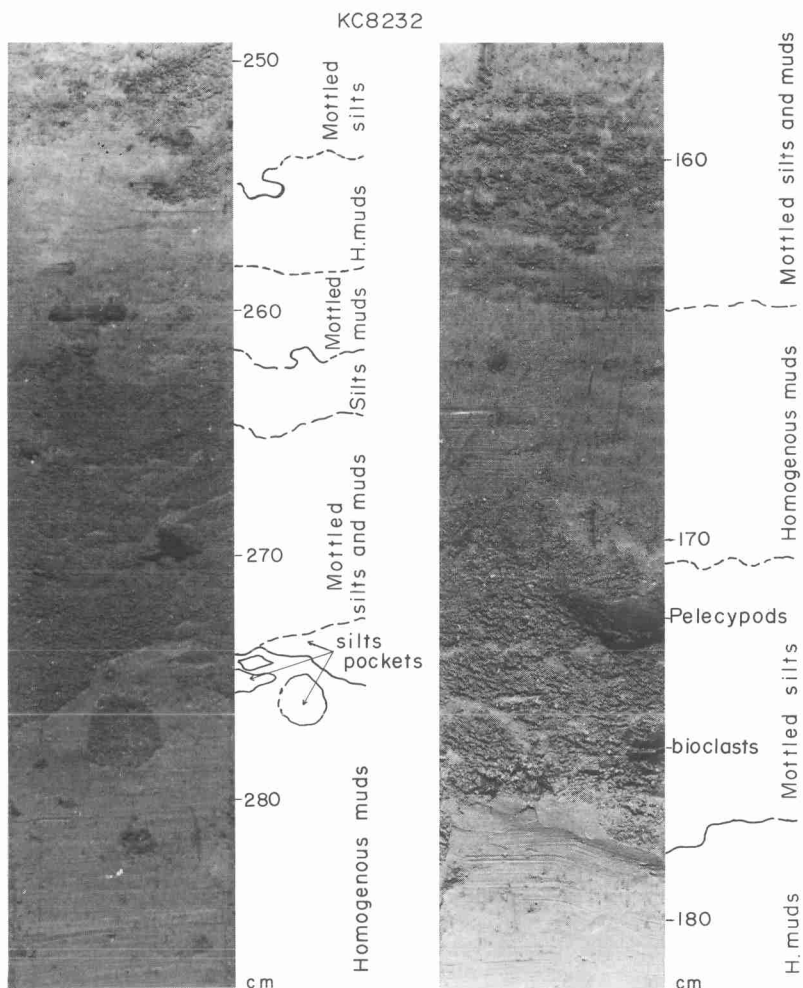 KC8232
250
Mottled
silts
H.muds
260
Mottled
muds
Silts
270
Mottled
silts and muds
silts
pockets
280
Homogenous muds
cm
Mottled silts and muds
160
Homogenous muds
170
Pelecypods
Mottled silts
bioclasts
180
H. muds
cm